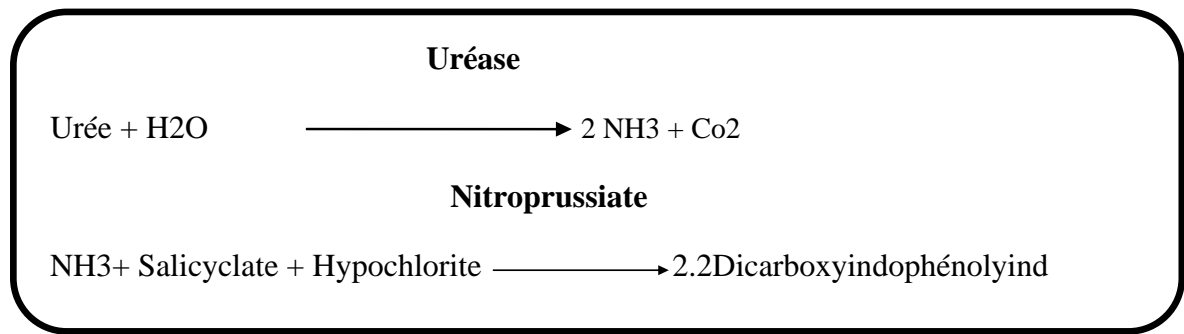 Uréase
Urée + H2O 2 NH3 + Co2
Nitroprussiate
NH3+ Salicyclate + Hypochlorite 2.2Dicarboxyindophénolyind